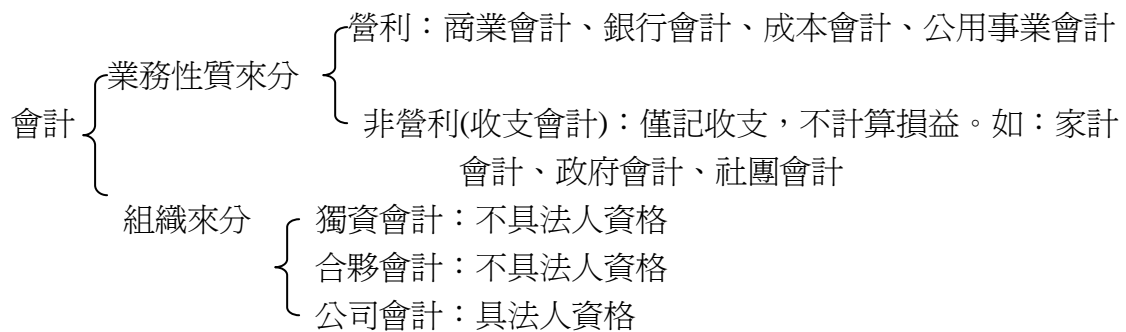 營利：商業會計、銀行會計、成本會計、公用事業會計
業務性質來分
會計
非營利(收支會計)：僅記收支，不計算損益。如：家計
會計、政府會計、社團會計
組織來分
獨資會計：不具法人資格
合夥會計：不具法人資格
公司會計：具法人資格